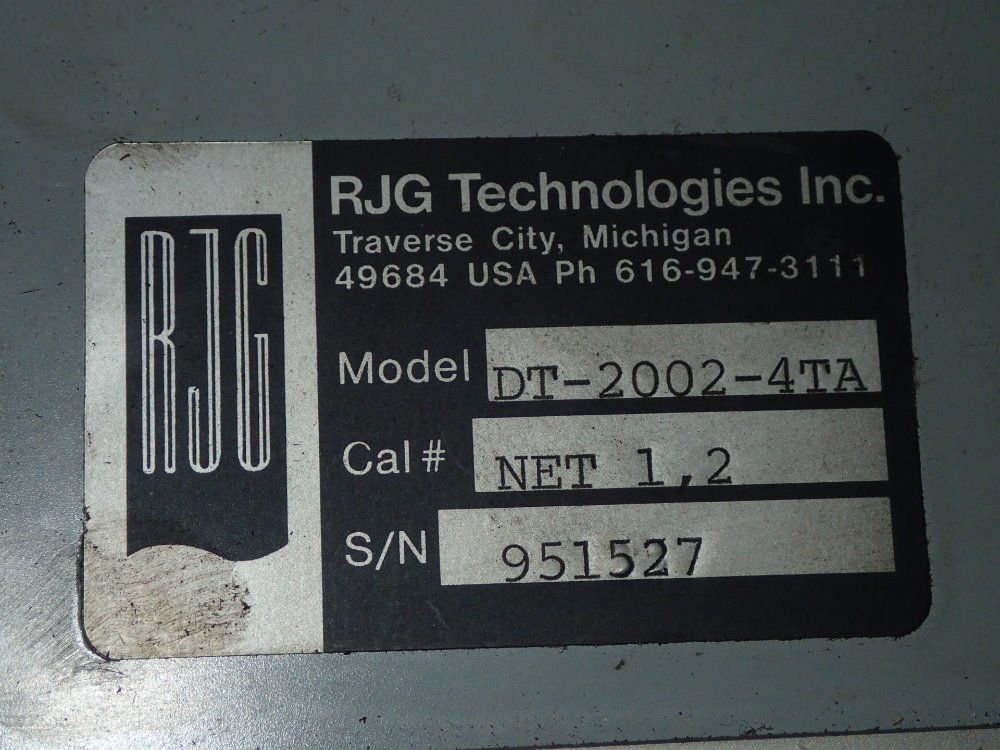 RJG
RJG Technologies Inc.
Traverse City, Michigan
49684 USA Ph 616-947-3111
Model DT-2002-4TA
Cal# NET 1,2
S/N 951527